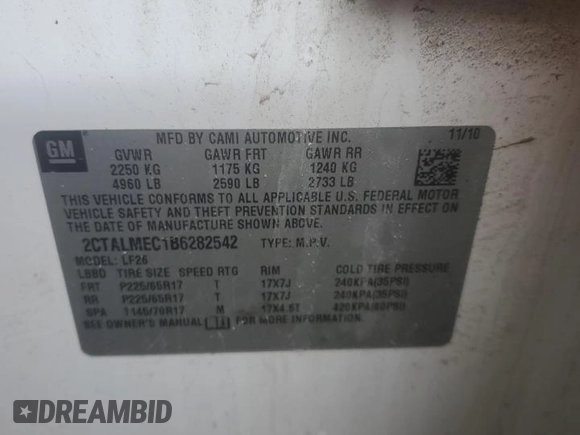 GM
MFD BY CAMI AUTOMOTIVE INC. 11/10
GVWR GAWR FRT GAWR RR
2250 KG 1175 KG 1240 KG
4960 LB 2590 LB 2733 LB
THIS VEHICLE CONFORMS TO ALL APPLICABLE U.S. FEDERAL MOTOR
VEHICLE SAFETY AND THEFT PREVENTION STANDARDS IN EFFECT ON
THE DATE OF MANUFACTURE SHOWN ABOVE.
2CTALMEC1B6282542 TYPE: M.P.V.
MODEL: LF26
LBBD TIRE SIZE SPEED RTG RIM COLD TIRE PRESSURE
FRT P225/65R17 T 17X7J 240KPA(35PSI)
RR P225/65R17 T 17X7J 240KPA(35PSI)
SPA T145/70R17 M 17X4.5T 420KPA(60PSI)
SEE OWNER'S MANUAL FOR MORE INFORMATION.
DREAMBID